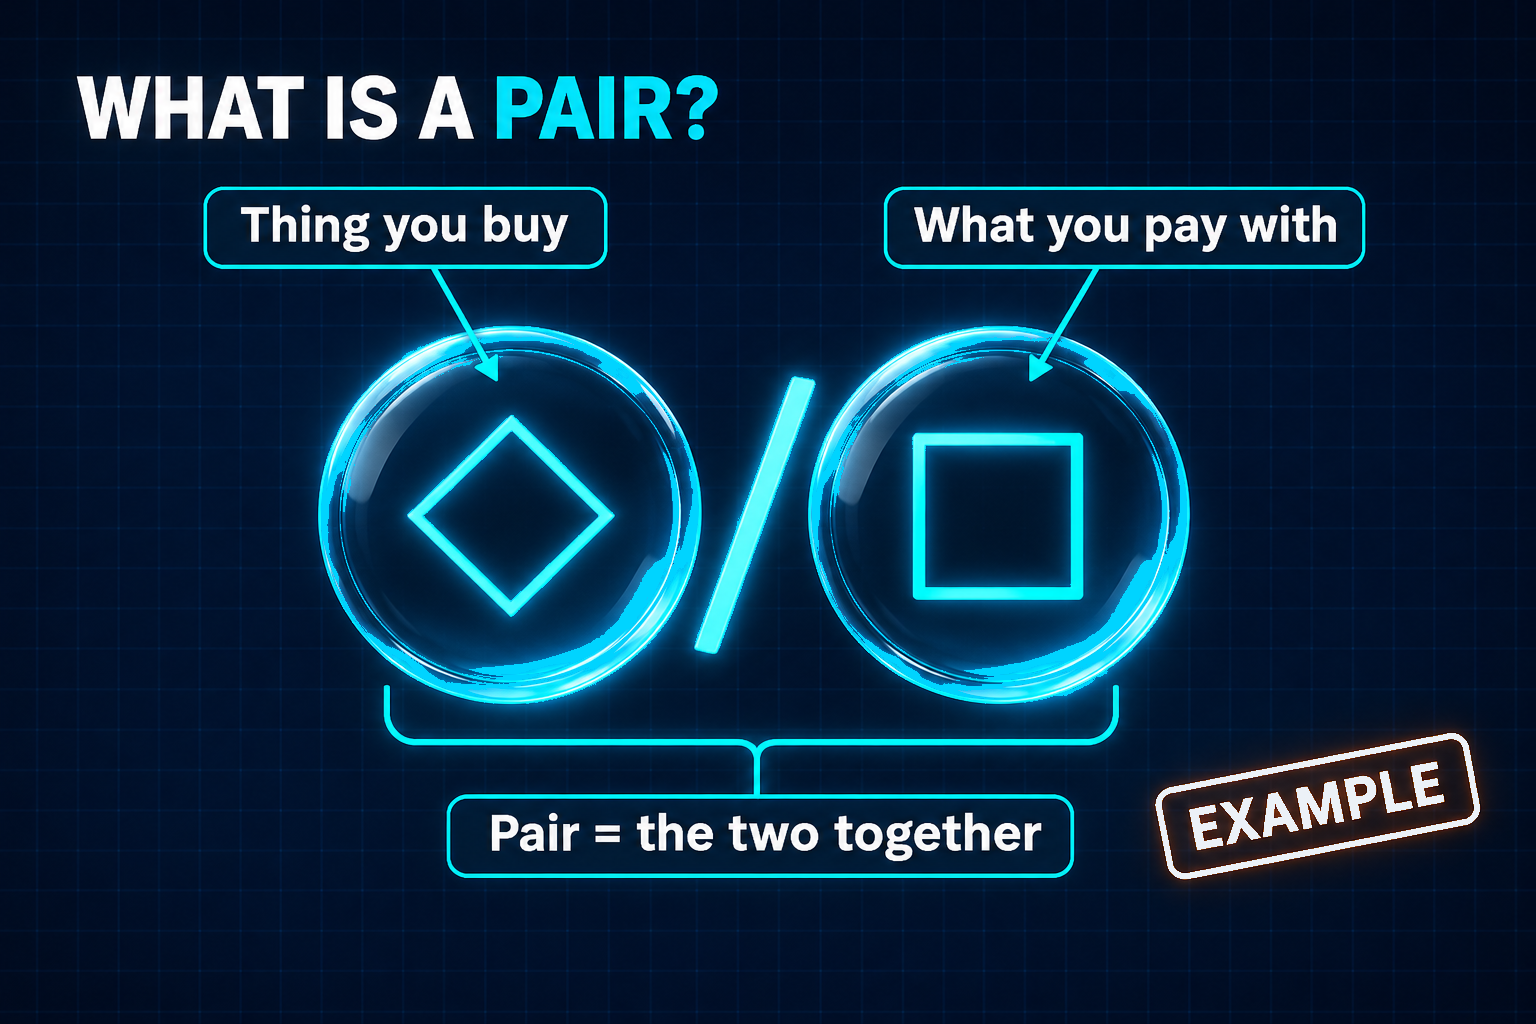 WHAT IS A PAIR?
Thing you buy
What you pay with
/
Pair = the two together
EXAMPLE